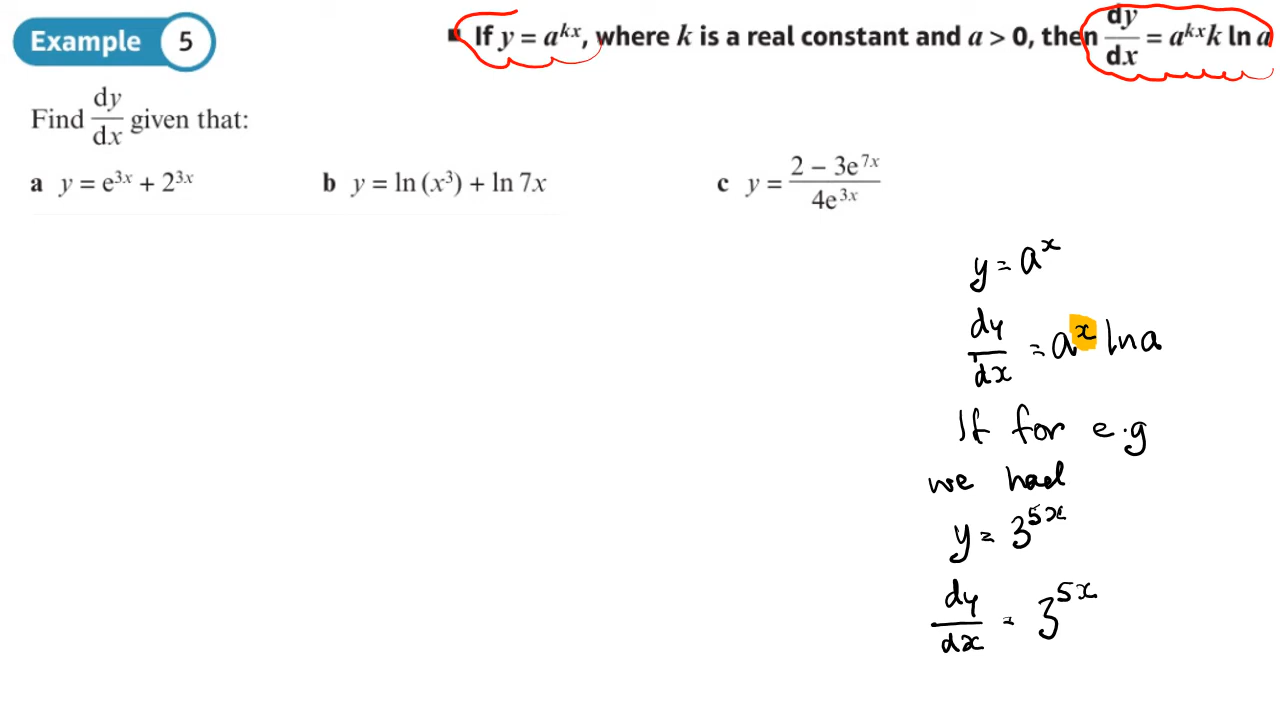 Example 5
▪ If y = a^{kx}, where k is a real constant and a > 0, then dy/dx = a^{kx}k ln a
Find dy/dx given that:
a y = e^{3x} + 2^{3x}
b y = ln (x^3) + ln 7x
c y = (2 − 3e^{7x})/(4e^{3x})
y = a^x
dy/dx = a^x ln a
If for e.g
we had
y = 3^{5x}
dy/dx = 3^{5x}